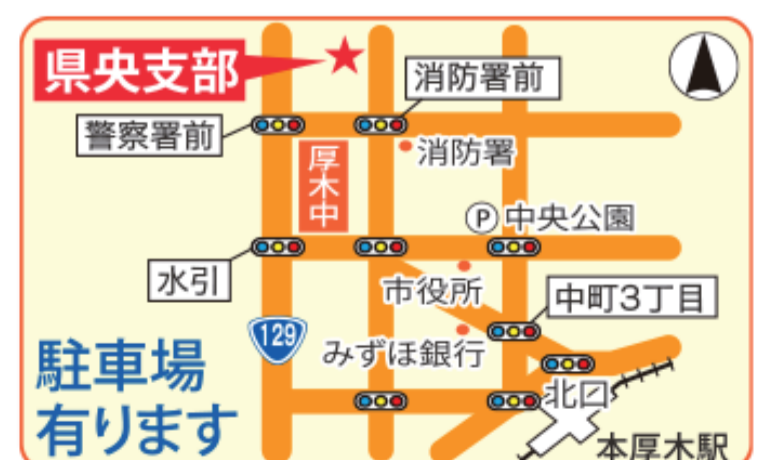 県央支部
消防署前
警察署前
消防署
厚木中
P 中央公園
水引
市役所
中町3丁目
129
みずほ銀行
駐車場
有ります
北口
本厚木駅